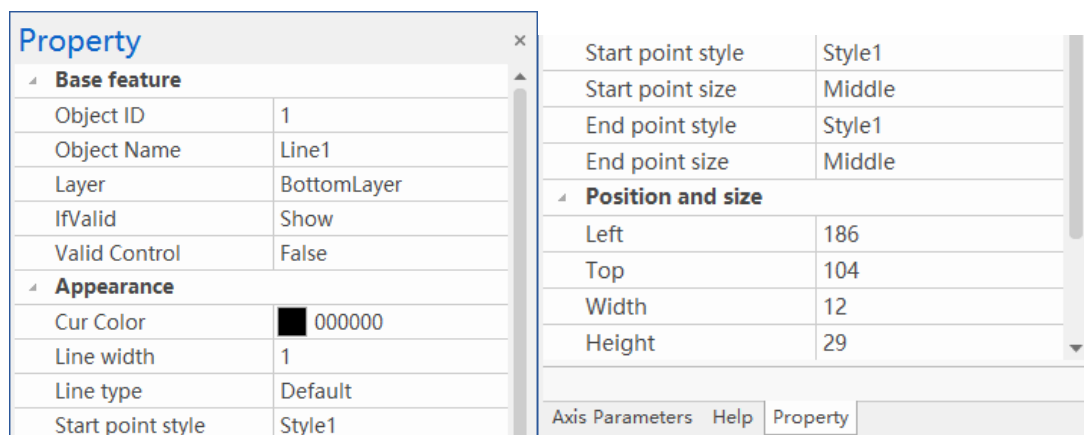 Property
×
Base feature
Object ID 1
Object Name Line1
Layer BottomLayer
IfValid Show
Valid Control False
Appearance
Cur Color 000000
Line width 1
Line type Default
Start point style Style1
Start point style Style1
Start point size Middle
End point style Style1
End point size Middle
Position and size
Left 186
Top 104
Width 12
Height 29
Axis Parameters Help Property